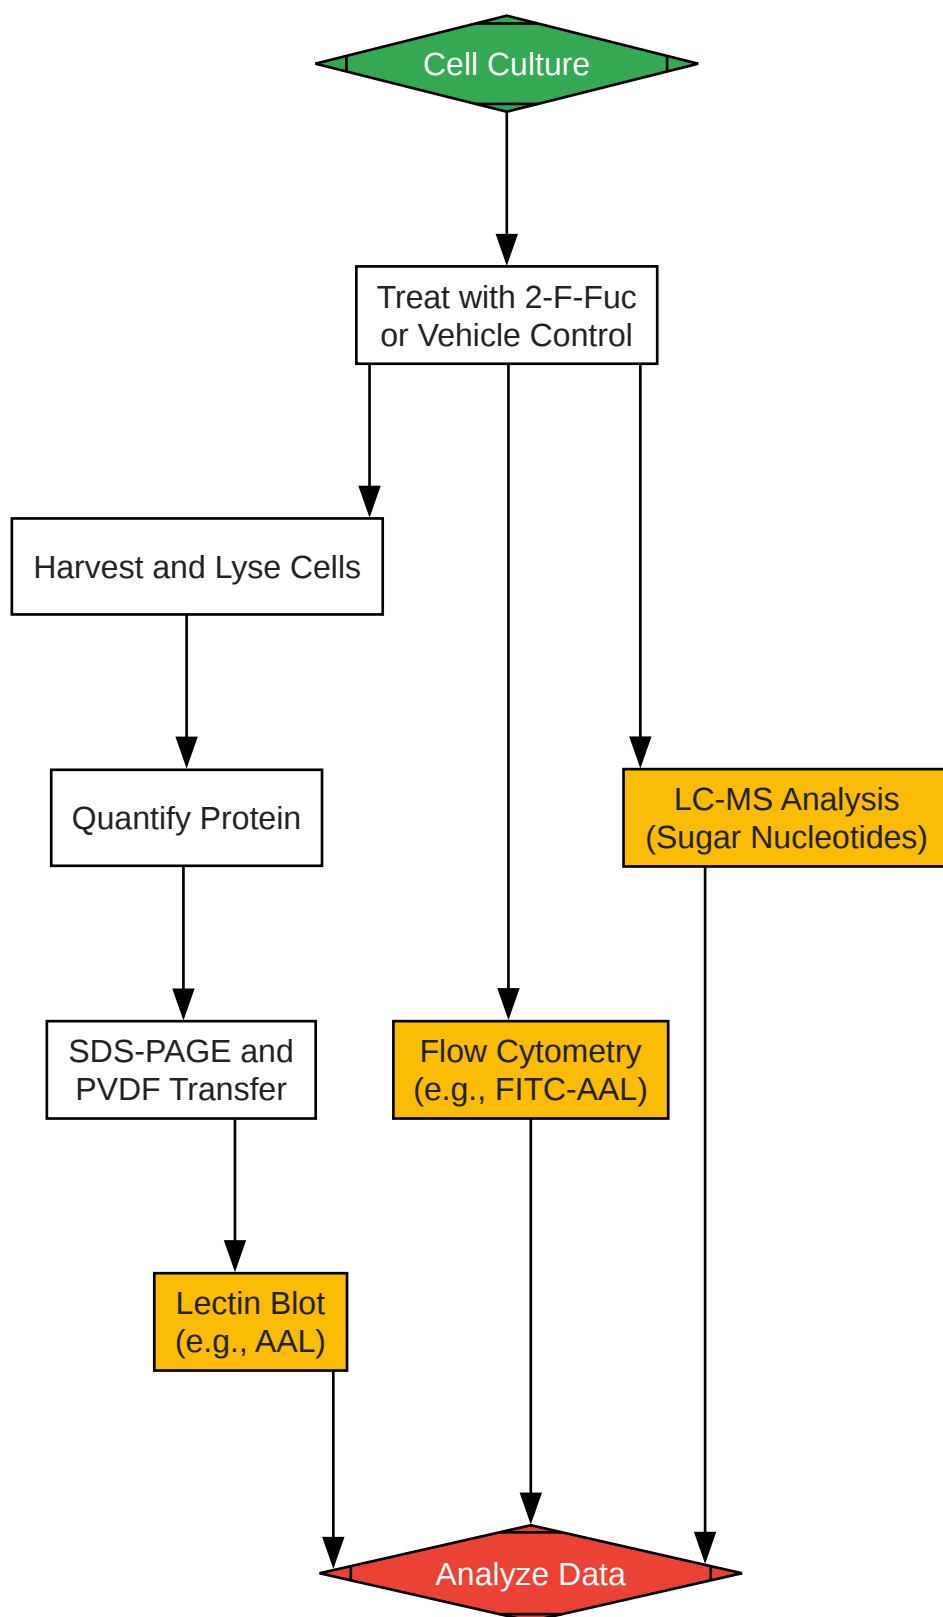 Cell Culture
Treat with 2-F-Fuc
or Vehicle Control
Harvest and Lyse Cells
Quantify Protein
LC-MS Analysis
(Sugar Nucleotides)
SDS-PAGE and
PVDF Transfer
Flow Cytometry
(e.g., FITC-AAL)
Lectin Blot
(e.g., AAL)
Analyze Data